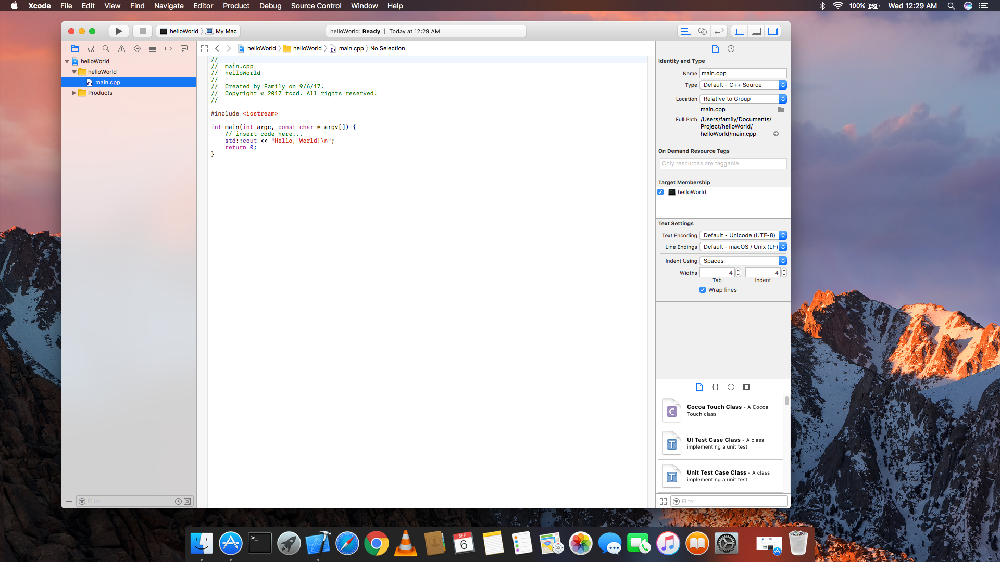 Xcode File Edit View Find Navigate Editor Product Debug Source Control Window Help
100% Wed 12:29 AM
helloWorld My Mac
helloWorld: Ready | Today at 12:29 AM
helloWorld helloWorld main.cpp No Selection
helloWorld
helloWorld
main.cpp
Products
Filter
//
// main.cpp
// helloWorld
//
// Created by Family on 9/6/17.
// Copyright © 2017 tccd. All rights reserved.
//
#include <iostream>
int main(int argc, const char * argv[]) {
// insert code here...
std::cout << "Hello, World!\n";
return 0;
}
Identity and Type
Name main.cpp
Type Default - C++ Source
Location Relative to Group
main.cpp
Full Path /Users/family/Documents/
Project/helloWorld/
helloWorld/main.cpp
On Demand Resource Tags
Only resources are taggable
Target Membership
helloWorld
Text Settings
Text Encoding Default - Unicode (UTF-8)
Line Endings Default - macOS / Unix (LF)
Indent Using Spaces
Widths 4 4
Tab Indent
Wrap lines
{}
C
Cocoa Touch Class - A Cocoa
Touch class
T
UI Test Case Class - A class
implementing a unit test
T
Unit Test Case Class - A class
implementing a unit test
Filter
SEP
6